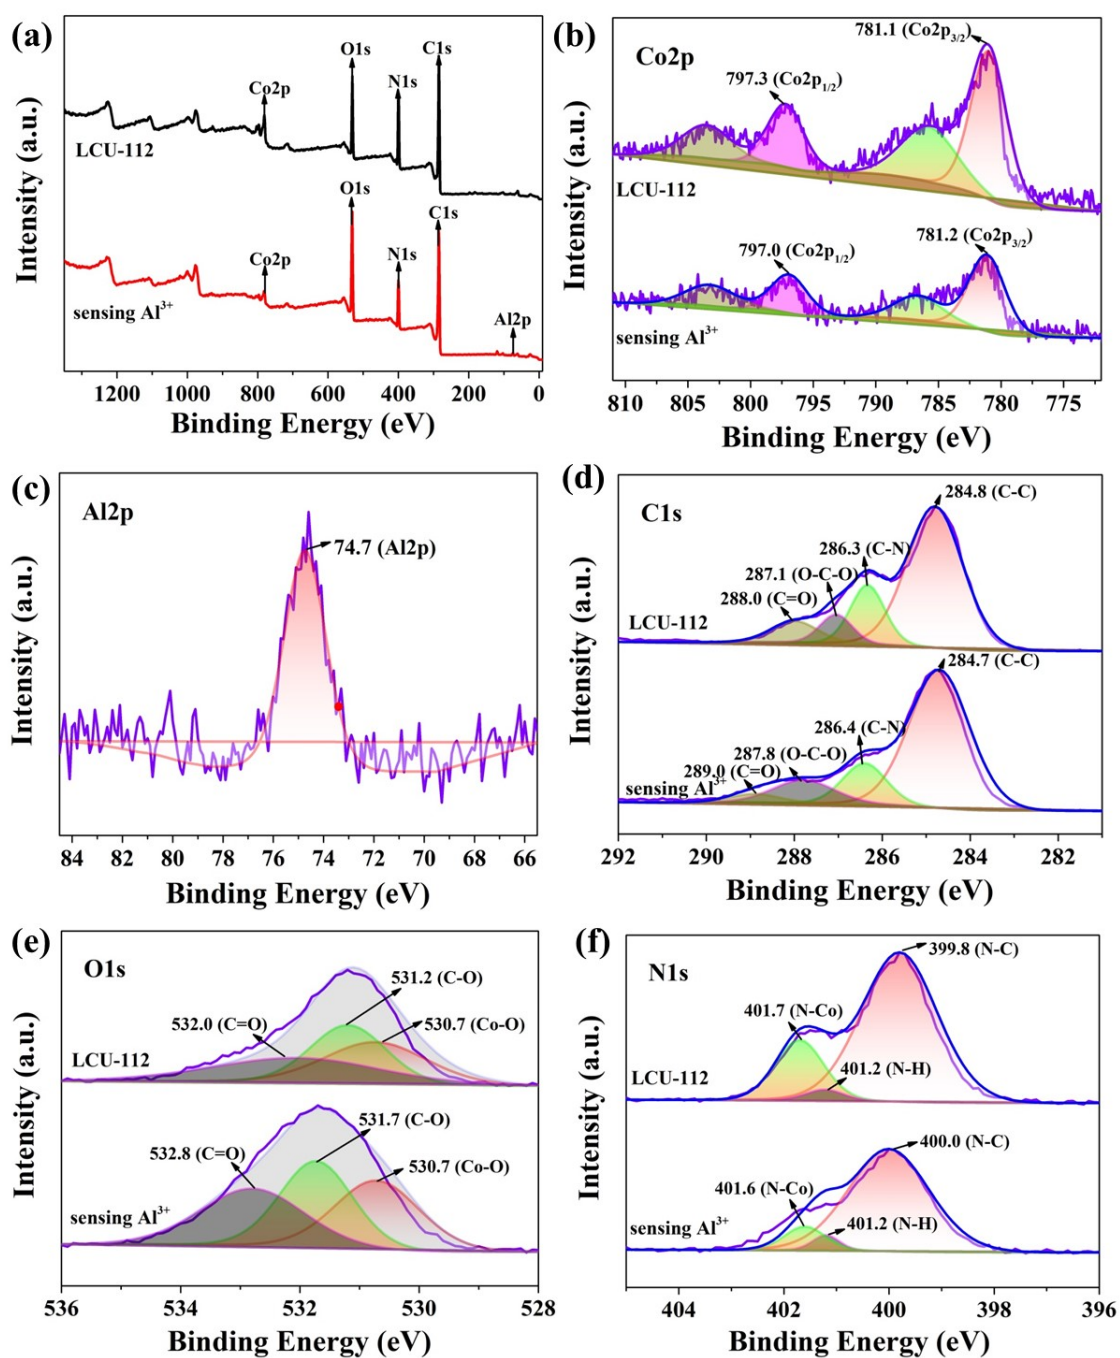 (a)
O1s
C1s
Co2p
N1s
LCU-112
O1s
C1s
Co2p
N1s
sensing Al³⁺
Al2p
1200 1000 800 600 400 200 0
Binding Energy (eV)
Intensity (a.u.)
(b)
Co2p
781.1 (Co2p₃/₂)
797.3 (Co2p₁/₂)
LCU-112
781.2 (Co2p₃/₂)
797.0 (Co2p₁/₂)
sensing Al³⁺
810 805 800 795 790 785 780 775
Binding Energy (eV)
Intensity (a.u.)
(c)
Al2p
74.7 (Al2p)
84 82 80 78 76 74 72 70 68 66
Binding Energy (eV)
Intensity (a.u.)
(d)
C1s
284.8 (C-C)
286.3 (C-N)
287.1 (O-C-O)
288.0 (C=O)
LCU-112
284.7 (C-C)
286.4 (C-N)
287.8 (O-C-O)
289.0 (C=O)
sensing Al³⁺
292 290 288 286 284 282
Binding Energy (eV)
Intensity (a.u.)
(e)
O1s
531.2 (C-O)
532.0 (C=O)
530.7 (Co-O)
LCU-112
531.7 (C-O)
532.8 (C=O)
530.7 (Co-O)
sensing Al³⁺
536 534 532 530 528
Binding Energy (eV)
Intensity (a.u.)
(f)
N1s
399.8 (N-C)
401.7 (N-Co)
401.2 (N-H)
LCU-112
400.0 (N-C)
401.6 (N-Co)
401.2 (N-H)
sensing Al³⁺
404 402 400 398 396
Binding Energy (eV)
Intensity (a.u.)